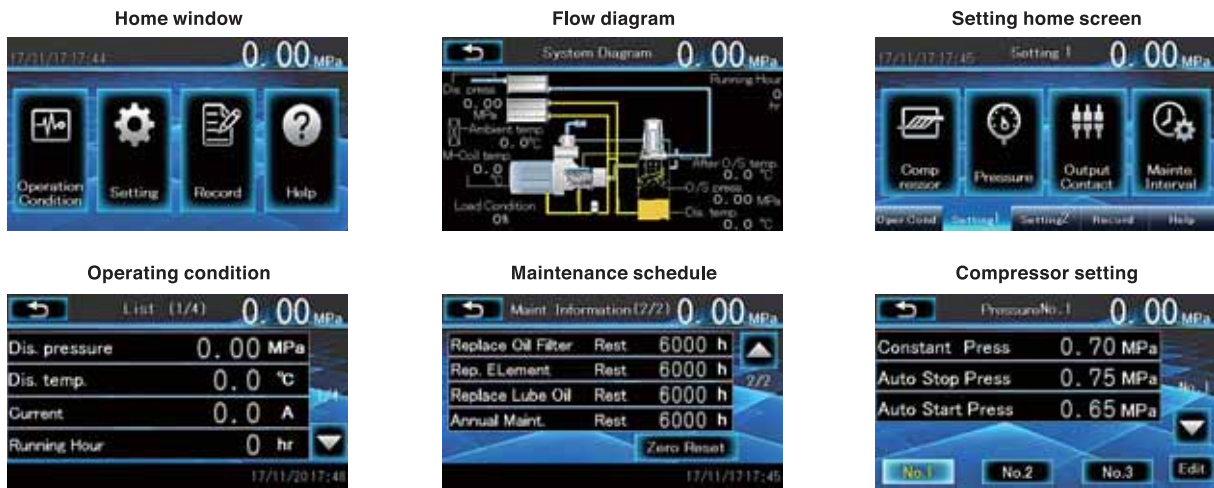 Home window
17/11/17 17:44
0.00 MPa
Operation
Condition
Setting
Record
Help
Flow diagram
System Diagram
0.00 MPa
Dis. press
0.00
MPa
Ambient temp.
0.0℃
M-Coil temp
0.0
℃
Load Condition
0%
Running Hour
0
hr
After O/S temp.
0.0 ℃
O/S press.
0.00 MPa
Dis. temp.
0.0 ℃
Setting home screen
17/11/17 17:45
Setting 1
0.00 MPa
Comp
ressor
Pressure
Output
Contact
Mainte
Interval
Oper.Cond
Setting1
Setting2
Record
Help
Operating condition
List (1/4)
0.00 MPa
Dis. pressure 0.00 MPa
Dis. temp. 0.0 ℃
Current 0.0 A
Running Hour 0 hr
1/4
17/11/20 17:48
Maintenance schedule
Maint. Information(2/2)
0.00 MPa
Replace Oil Filter Rest 6000 h
Rep. ELement Rest 6000 h
Replace Lube Oil Rest 6000 h
Annual Maint. Rest 6000 h
2/2
Zero Reset
17/11/17 17:45
Compressor setting
PressureNo.1
0.00 MPa
Constant Press 0.70 MPa
Auto Stop Press 0.75 MPa
Auto Start Press 0.65 MPa
No.1
No.1
No.2
No.3
Edit